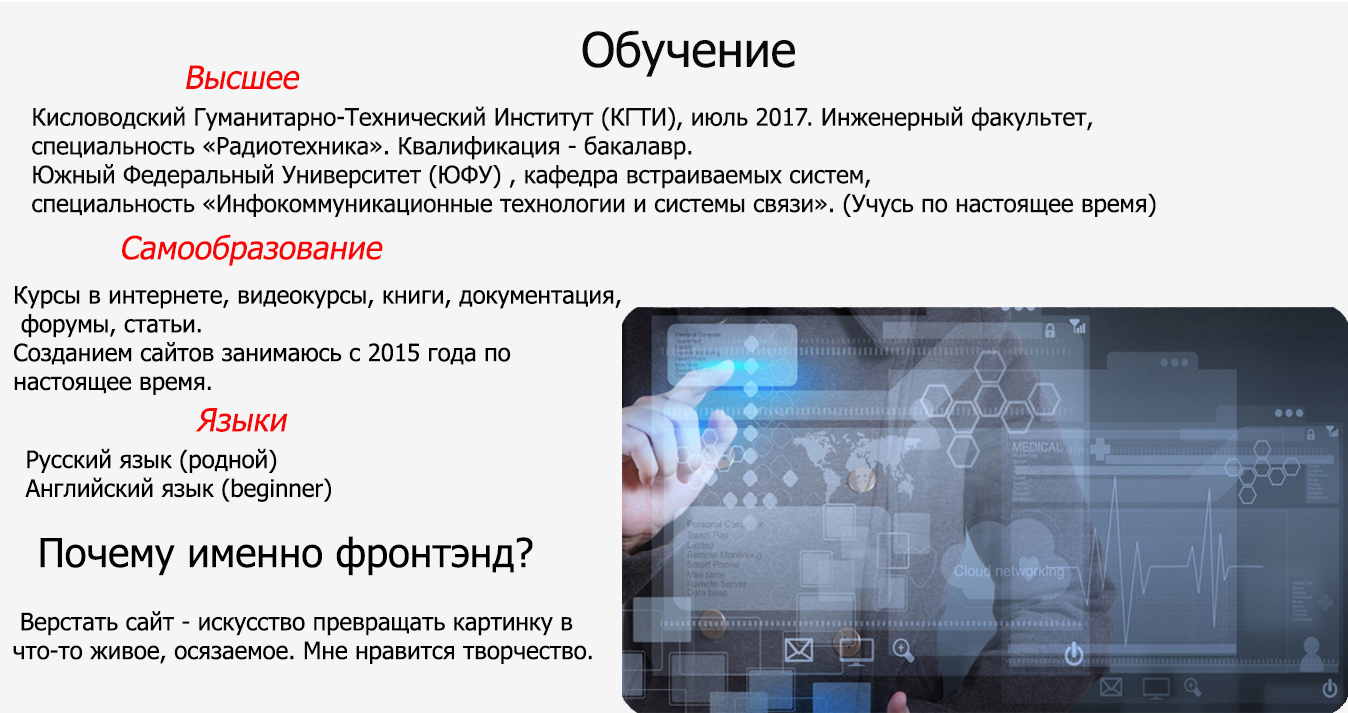 Обучение
Высшее
Кисловодский Гуманитарно-Технический Институт (КГТИ), июль 2017. Инженерный факультет,
специальность «Радиотехника». Квалификация - бакалавр.
Южный Федеральный Университет (ЮФУ) , кафедра встраиваемых систем,
специальность «Инфокоммуникационные технологии и системы связи». (Учусь по настоящее время)
Самообразование
Курсы в интернете, видеокурсы, книги, документация,
форумы, статьи.
Созданием сайтов занимаюсь с 2015 года по
настоящее время.
Языки
Русский язык (родной)
Английский язык (beginner)
Почему именно фронтэнд?
Верстать сайт - искусство превращать картинку в
что-то живое, осязаемое. Мне нравится творчество.
MEDICAL
Personal Computer
Touch Pad
Laptop
Remote Monitoring
Smart Phone
Mini Note
Remote Server
Data base
Cloud networking